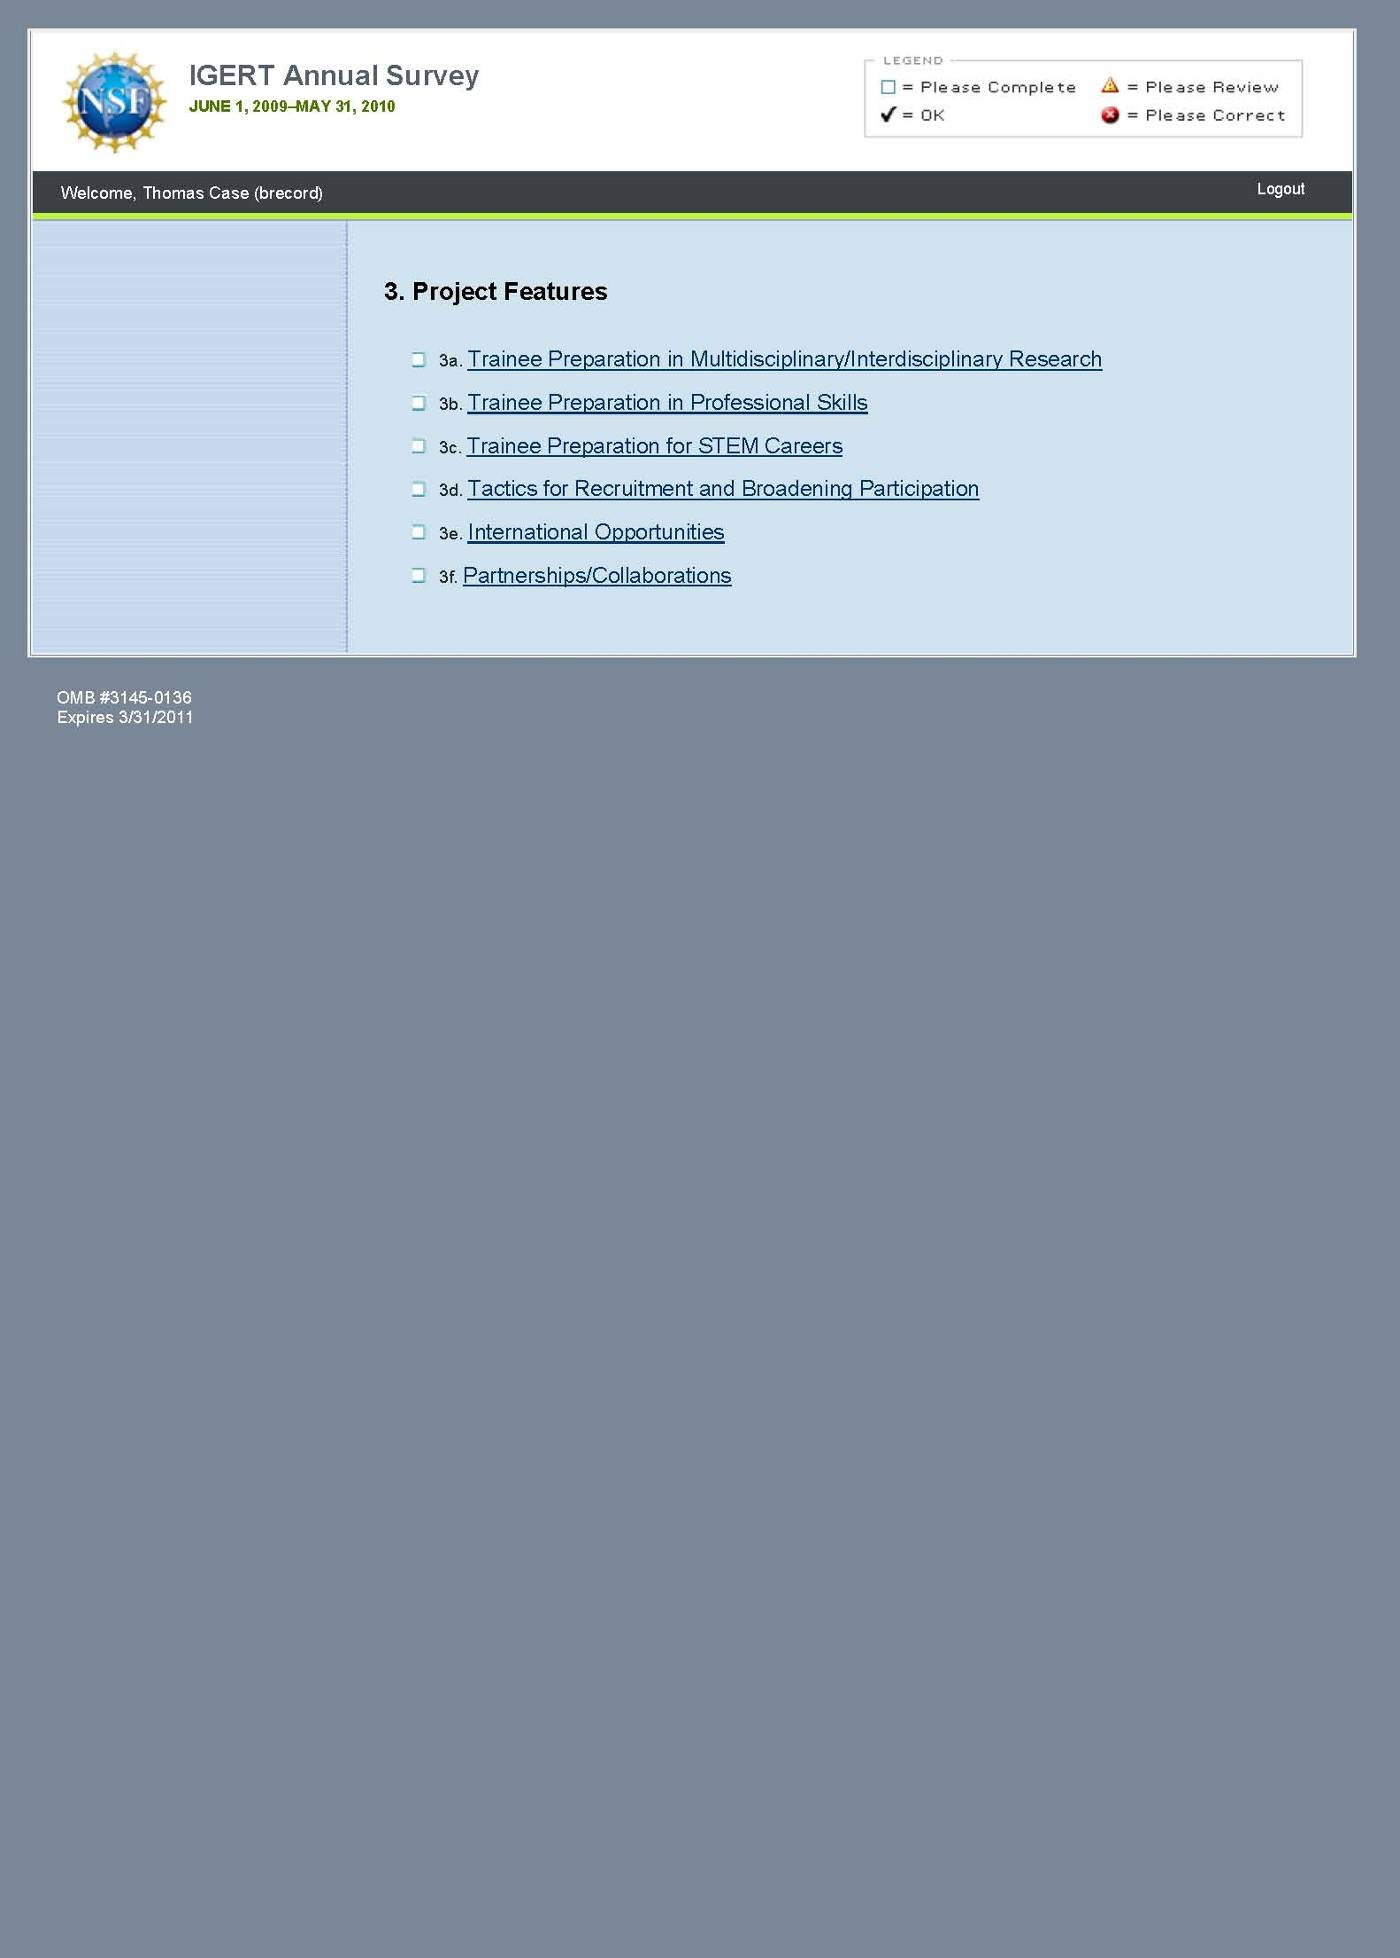 NSF
IGERT Annual Survey
JUNE 1, 2009–MAY 31, 2010
LEGEND
= Please Complete
= Please Review
= OK
= Please Correct
Welcome, Thomas Case (brecord)
Logout
3. Project Features
3a. Trainee Preparation in Multidisciplinary/Interdisciplinary Research
3b. Trainee Preparation in Professional Skills
3c. Trainee Preparation for STEM Careers
3d. Tactics for Recruitment and Broadening Participation
3e. International Opportunities
3f. Partnerships/Collaborations
OMB #3145-0136
Expires 3/31/2011